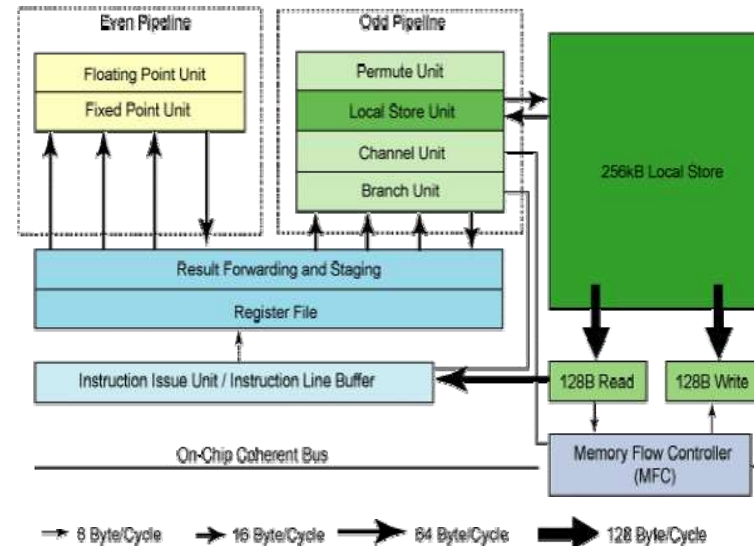 Even Pipeline
Odd Pipeline
Floating Point Unit
Fixed Point Unit
Permute Unit
Local Store Unit
Channel Unit
Branch Unit
256kB Local Store
Result Forwarding and Staging
Register File
Instruction Issue Unit / Instruction Line Buffer
128B Read
128B Write
On-Chip Coherent Bus
Memory Flow Controller
(MFC)
8 Byte/Cycle
16 Byte/Cycle
64 Byte/Cycle
128 Byte/Cycle